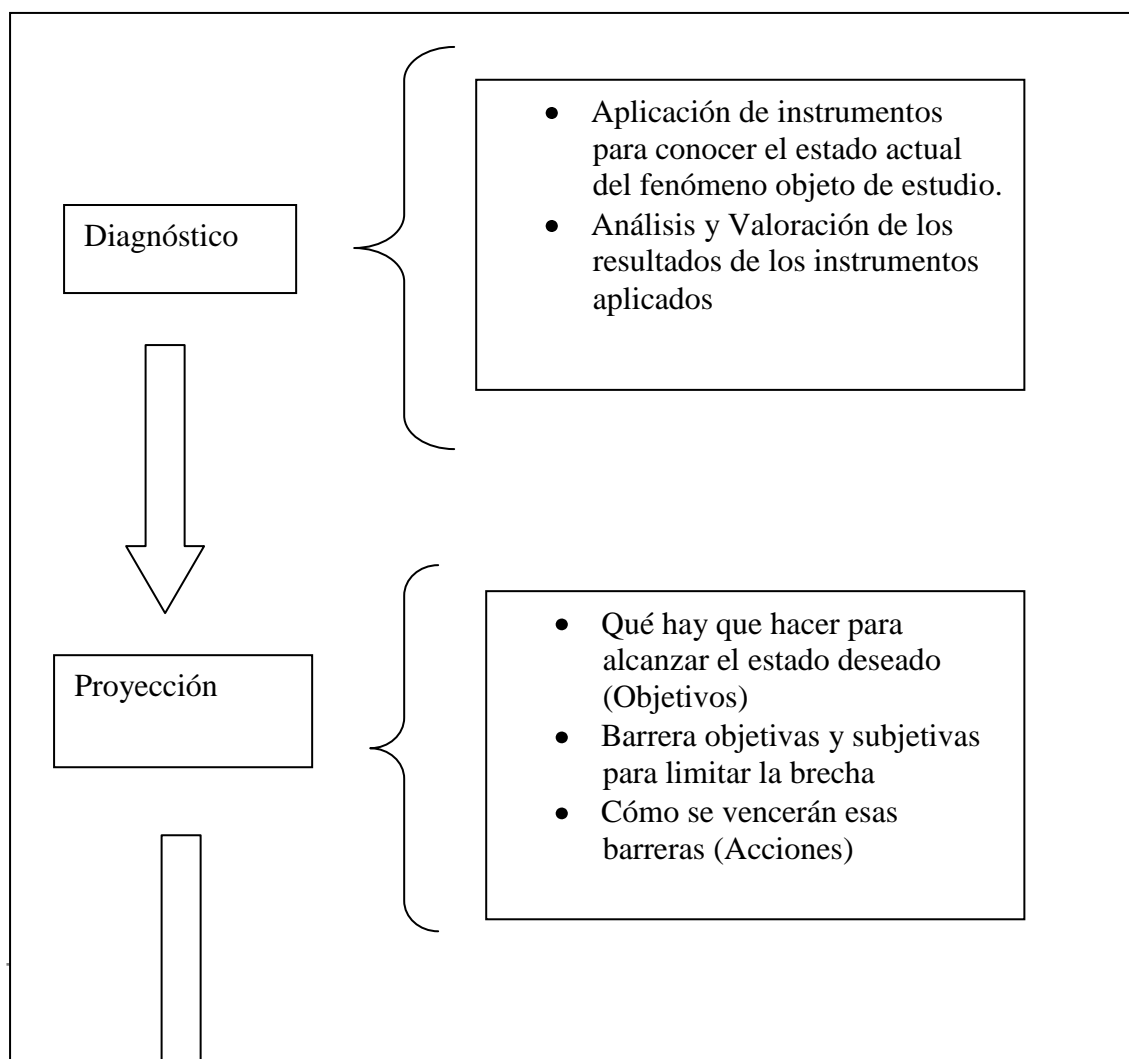 Diagnóstico
• Aplicación de instrumentos
para conocer el estado actual
del fenómeno objeto de estudio.
• Análisis y Valoración de los
resultados de los instrumentos
aplicados
Proyección
• Qué hay que hacer para
alcanzar el estado deseado
(Objetivos)
• Barrera objetivas y subjetivas
para limitar la brecha
• Cómo se vencerán esas
barreras (Acciones)